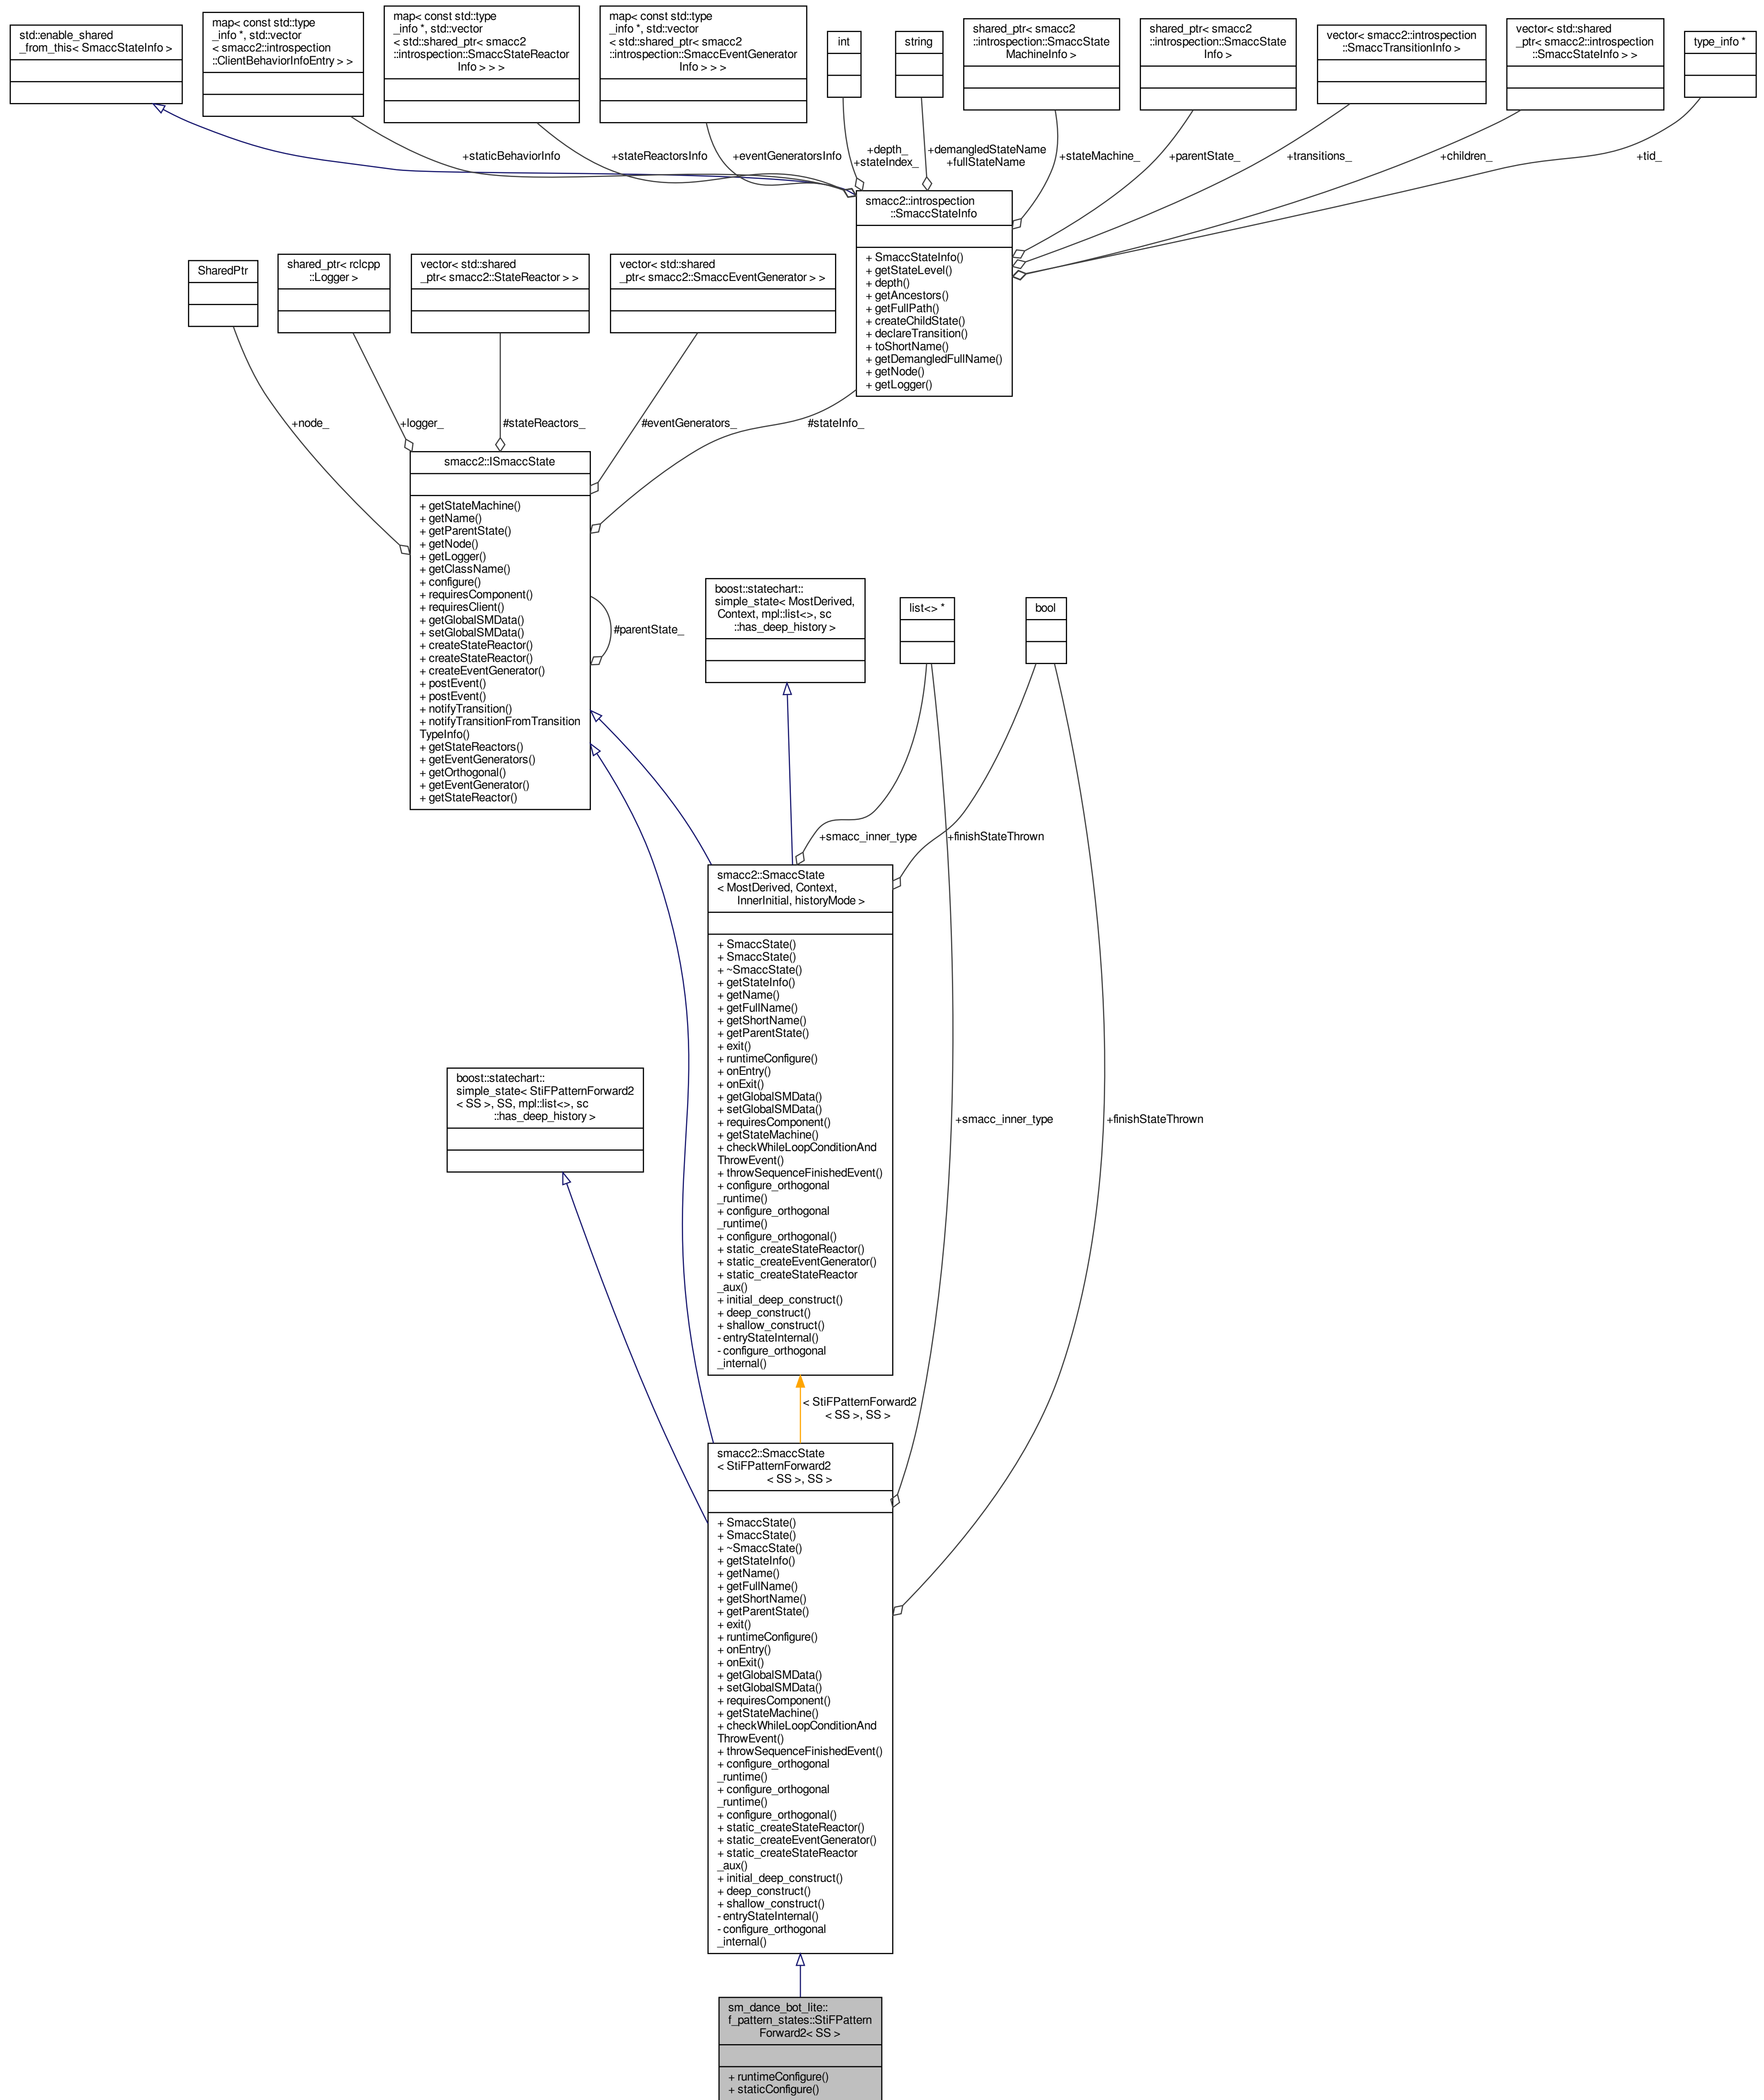 std::enable_shared
_from_this< SmaccStateInfo >
map< const std::type
_info *, std::vector
< smacc2::introspection
::ClientBehaviorInfoEntry > >
map< const std::type
_info *, std::vector
< std::shared_ptr< smacc2
::introspection::SmaccStateReactor
Info > > >
map< const std::type
_info *, std::vector
< std::shared_ptr< smacc2
::introspection::SmaccEventGenerator
Info > > >
int
string
shared_ptr< smacc2
::introspection::SmaccState
MachineInfo >
shared_ptr< smacc2
::introspection::SmaccState
Info >
vector< smacc2::introspection
::SmaccTransitionInfo >
vector< std::shared
_ptr< smacc2::introspection
::SmaccStateInfo > >
type_info *
+staticBehaviorInfo
+stateReactorsInfo
+eventGeneratorsInfo
+depth_
+stateIndex_
+demangledStateName
+fullStateName
+stateMachine_
+parentState_
+transitions_
+children_
+tid_
smacc2::introspection
::SmaccStateInfo
+ SmaccStateInfo()
+ getStateLevel()
+ depth()
+ getAncestors()
+ getFullPath()
+ createChildState()
+ declareTransition()
+ toShortName()
+ getDemangledFullName()
+ getNode()
+ getLogger()
SharedPtr
shared_ptr< rclcpp
::Logger >
vector< std::shared
_ptr< smacc2::StateReactor > >
vector< std::shared
_ptr< smacc2::SmaccEventGenerator > >
+node_
+logger_
#stateReactors_
#eventGenerators_
#stateInfo_
smacc2::ISmaccState
+ getStateMachine()
+ getName()
+ getParentState()
+ getNode()
+ getLogger()
+ getClassName()
+ configure()
+ requiresComponent()
+ requiresClient()
+ getGlobalSMData()
+ setGlobalSMData()
+ createStateReactor()
+ createStateReactor()
+ createEventGenerator()
+ postEvent()
+ postEvent()
+ notifyTransition()
+ notifyTransitionFromTransition
TypeInfo()
+ getStateReactors()
+ getEventGenerators()
+ getOrthogonal()
+ getEventGenerator()
+ getStateReactor()
#parentState_
boost::statechart::
simple_state< MostDerived,
Context, mpl::list<>, sc
::has_deep_history >
list<> *
bool
+smacc_inner_type
+finishStateThrown
smacc2::SmaccState
< MostDerived, Context,
InnerInitial, historyMode >
+ SmaccState()
+ SmaccState()
+ ~SmaccState()
+ getStateInfo()
+ getName()
+ getFullName()
+ getShortName()
+ getParentState()
+ exit()
+ runtimeConfigure()
+ onEntry()
+ onExit()
+ getGlobalSMData()
+ setGlobalSMData()
+ requiresComponent()
+ getStateMachine()
+ checkWhileLoopConditionAnd
ThrowEvent()
+ throwSequenceFinishedEvent()
+ configure_orthogonal
_runtime()
+ configure_orthogonal
_runtime()
+ configure_orthogonal()
+ static_createStateReactor()
+ static_createEventGenerator()
+ static_createStateReactor
_aux()
+ initial_deep_construct()
+ deep_construct()
+ shallow_construct()
- entryStateInternal()
- configure_orthogonal
_internal()
boost::statechart::
simple_state< StiFPatternForward2
< SS >, SS, mpl::list<>, sc
::has_deep_history >
+smacc_inner_type
+finishStateThrown
< StiFPatternForward2
< SS >, SS >
smacc2::SmaccState
< StiFPatternForward2
< SS >, SS >
+ SmaccState()
+ SmaccState()
+ ~SmaccState()
+ getStateInfo()
+ getName()
+ getFullName()
+ getShortName()
+ getParentState()
+ exit()
+ runtimeConfigure()
+ onEntry()
+ onExit()
+ getGlobalSMData()
+ setGlobalSMData()
+ requiresComponent()
+ getStateMachine()
+ checkWhileLoopConditionAnd
ThrowEvent()
+ throwSequenceFinishedEvent()
+ configure_orthogonal
_runtime()
+ configure_orthogonal
_runtime()
+ configure_orthogonal()
+ static_createStateReactor()
+ static_createEventGenerator()
+ static_createStateReactor
_aux()
+ initial_deep_construct()
+ deep_construct()
+ shallow_construct()
- entryStateInternal()
- configure_orthogonal
_internal()
sm_dance_bot_lite::
f_pattern_states::StiFPattern
Forward2< SS >
+ runtimeConfigure()
+ staticConfigure()